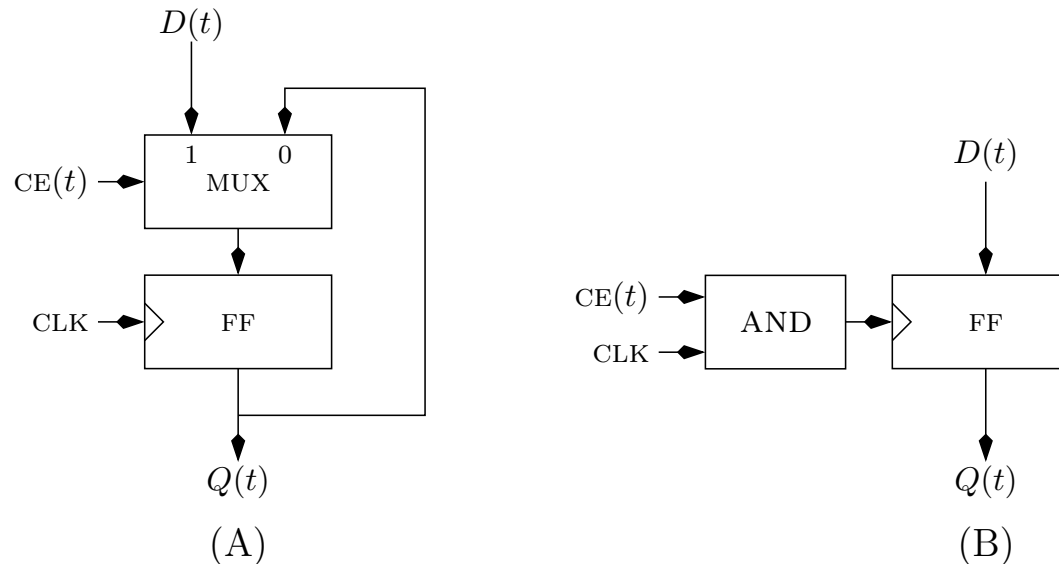 D(t)
1 0
CE(t)
MUX
CLK
FF
Q(t)
(A)
D(t)
CE(t)
CLK
AND
FF
Q(t)
(B)